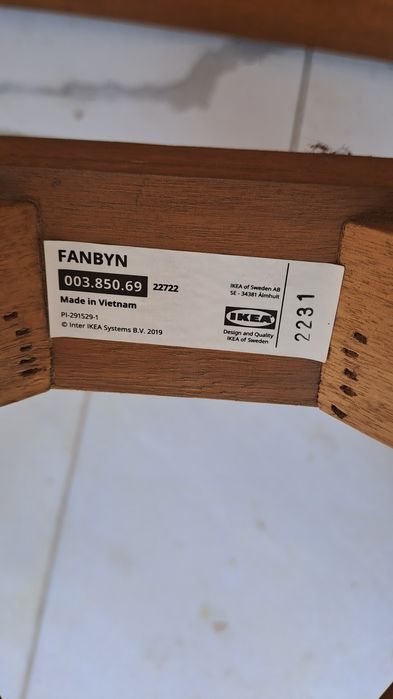 FANBYN
003.850.69 22722
Made in Vietnam
PI-291529-1
© Inter IKEA Systems B.V. 2019
IKEA of Sweden AB
SE - 34381 Älmhult
IKEA
Design and Quality
IKEA of Sweden
2231